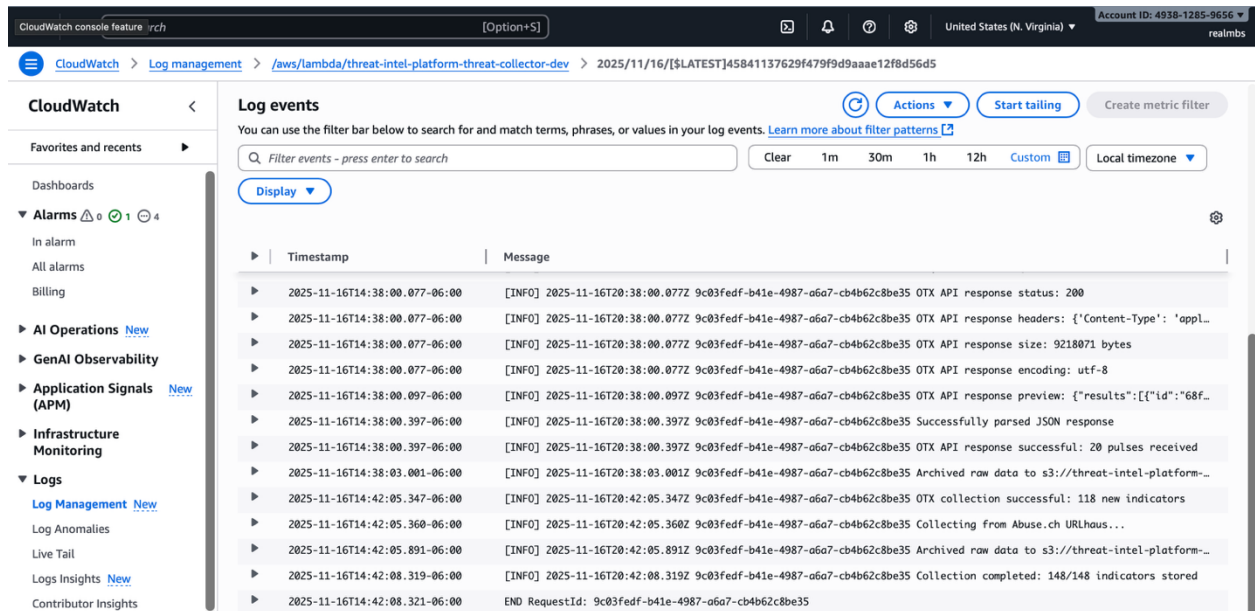 CloudWatch console feature rch [Option+S] United States (N. Virginia) Account ID: 4938-1285-9656
realmbs
CloudWatch > Log management > /aws/lambda/threat-intel-platform-threat-collector-dev > 2025/11/16/[$LATEST]45841137629f479f9d9aaae12f8d56d5
CloudWatch
Favorites and recents
Dashboards
Alarms 0 1 4
In alarm
All alarms
Billing
AI Operations New
GenAI Observability
Application Signals New
(APM)
Infrastructure
Monitoring
Logs
Log Management New
Log Anomalies
Live Tail
Logs Insights New
Contributor Insights
Log events
Actions Start tailing Create metric filter
You can use the filter bar below to search for and match terms, phrases, or values in your log events. Learn more about filter patterns
Filter events - press enter to search
Clear 1m 30m 1h 12h Custom Local timezone
Display
Timestamp Message
2025-11-16T14:38:00.077-06:00 [INFO] 2025-11-16T20:38:00.077Z 9c03fedf-b41e-4987-a6a7-cb4b62c8be35 OTX API response status: 200
2025-11-16T14:38:00.077-06:00 [INFO] 2025-11-16T20:38:00.077Z 9c03fedf-b41e-4987-a6a7-cb4b62c8be35 OTX API response headers: {'Content-Type': 'appl…
2025-11-16T14:38:00.077-06:00 [INFO] 2025-11-16T20:38:00.077Z 9c03fedf-b41e-4987-a6a7-cb4b62c8be35 OTX API response size: 9218071 bytes
2025-11-16T14:38:00.077-06:00 [INFO] 2025-11-16T20:38:00.077Z 9c03fedf-b41e-4987-a6a7-cb4b62c8be35 OTX API response encoding: utf-8
2025-11-16T14:38:00.097-06:00 [INFO] 2025-11-16T20:38:00.097Z 9c03fedf-b41e-4987-a6a7-cb4b62c8be35 OTX API response preview: {"results":[{"id":"68f…
2025-11-16T14:38:00.397-06:00 [INFO] 2025-11-16T20:38:00.397Z 9c03fedf-b41e-4987-a6a7-cb4b62c8be35 Successfully parsed JSON response
2025-11-16T14:38:00.397-06:00 [INFO] 2025-11-16T20:38:00.397Z 9c03fedf-b41e-4987-a6a7-cb4b62c8be35 OTX API response successful: 20 pulses received
2025-11-16T14:38:03.001-06:00 [INFO] 2025-11-16T20:38:03.001Z 9c03fedf-b41e-4987-a6a7-cb4b62c8be35 Archived raw data to s3://threat-intel-platform-…
2025-11-16T14:42:05.347-06:00 [INFO] 2025-11-16T20:42:05.347Z 9c03fedf-b41e-4987-a6a7-cb4b62c8be35 OTX collection successful: 118 new indicators
2025-11-16T14:42:05.360-06:00 [INFO] 2025-11-16T20:42:05.360Z 9c03fedf-b41e-4987-a6a7-cb4b62c8be35 Collecting from Abuse.ch URLhaus...
2025-11-16T14:42:05.891-06:00 [INFO] 2025-11-16T20:42:05.891Z 9c03fedf-b41e-4987-a6a7-cb4b62c8be35 Archived raw data to s3://threat-intel-platform-…
2025-11-16T14:42:08.319-06:00 [INFO] 2025-11-16T20:42:08.319Z 9c03fedf-b41e-4987-a6a7-cb4b62c8be35 Collection completed: 148/148 indicators stored
2025-11-16T14:42:08.321-06:00 END RequestId: 9c03fedf-b41e-4987-a6a7-cb4b62c8be35